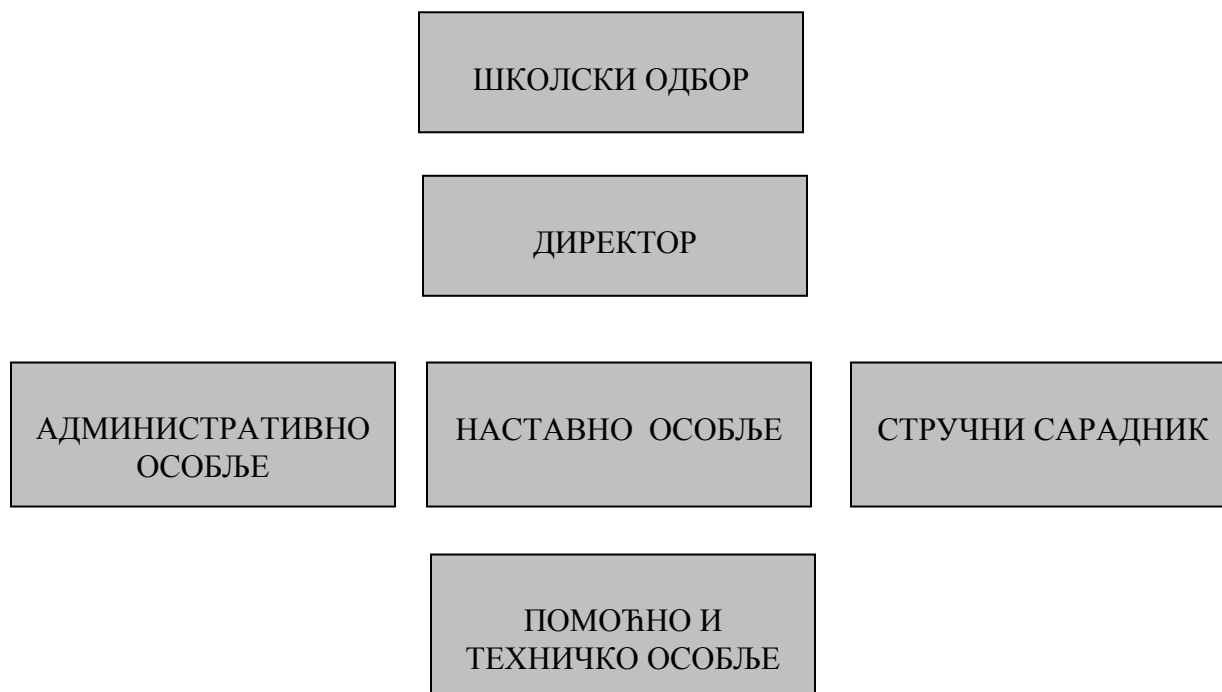 ШКОЛСКИ ОДБОР
ДИРЕКТОР
АДМИНИСТРАТИВНО
ОСОБЉЕ
НАСТАВНО ОСОБЉЕ
СТРУЧНИ САРАДНИК
ПОМОЋНО И
ТЕХНИЧКО ОСОБЉЕ